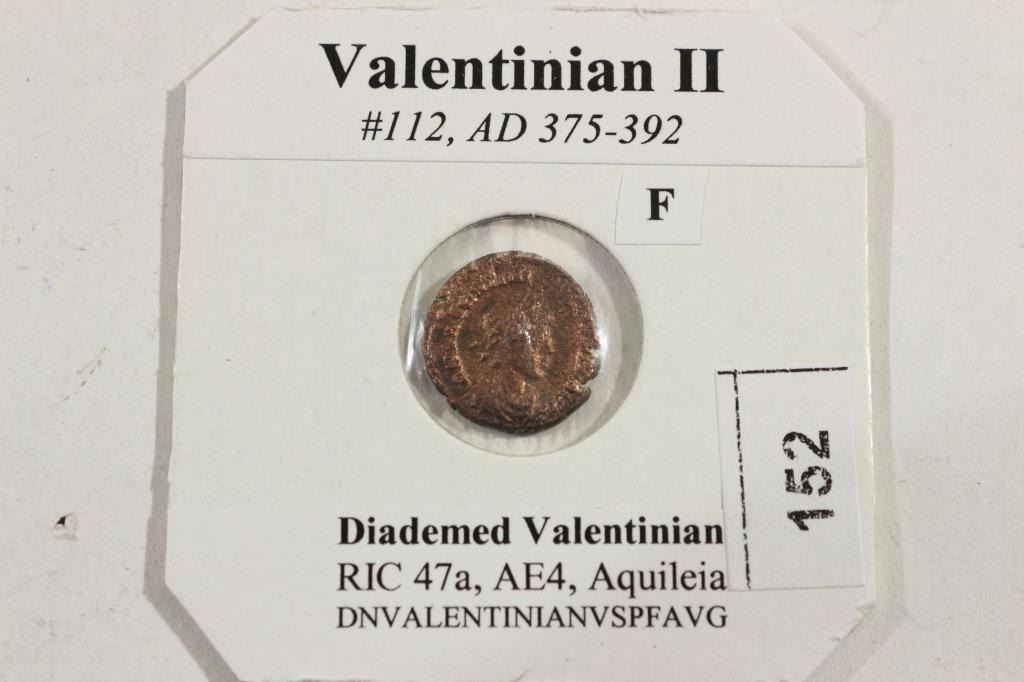 Valentinian II
#112, AD 375-392
F
152
Diademed Valentinian
RIC 47a, AE4, Aquileia
DNVALENTINIANVSPFAVG